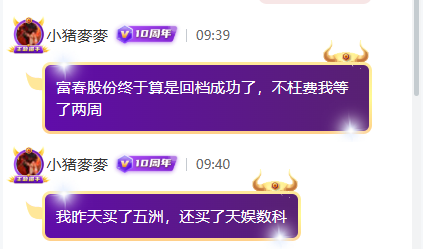 小猪麥麥 10周年 | 09:39
富春股份终于算是回档成功了，不枉费我等
了两周
小猪麥麥 10周年 | 09:40
我昨天买了五洲，还买了天娱数科